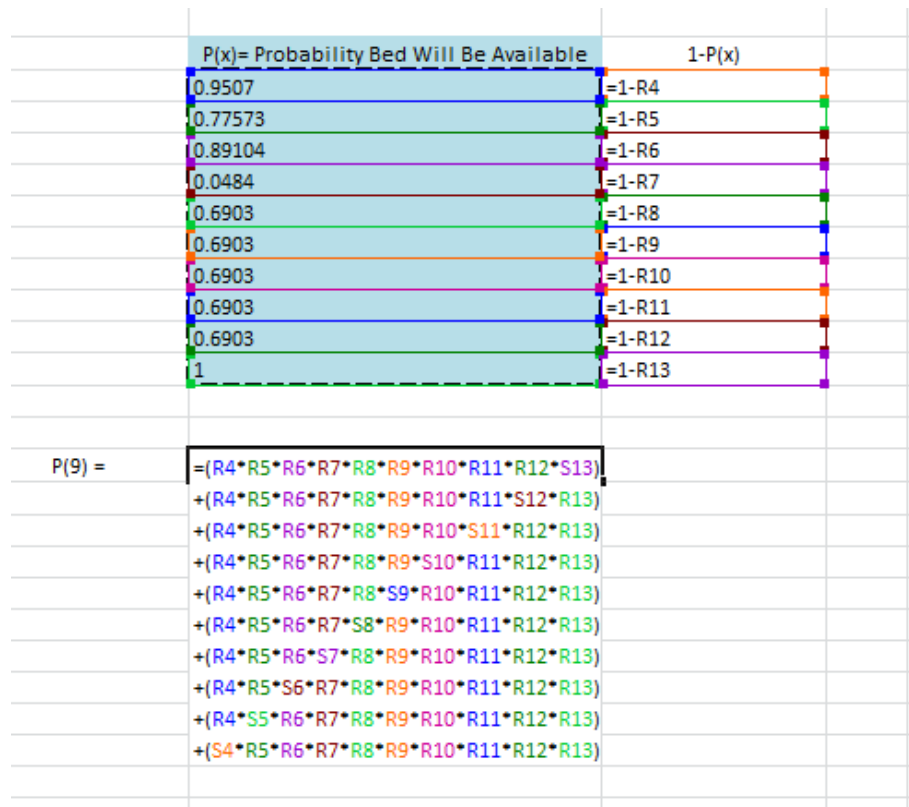 P(x)= Probability Bed Will Be Available 1-P(x)
0.9507 =1-R4
0.77573 =1-R5
0.89104 =1-R6
0.0484 =1-R7
0.6903 =1-R8
0.6903 =1-R9
0.6903 =1-R10
0.6903 =1-R11
0.6903 =1-R12
1 =1-R13
P(9) = =(R4*R5*R6*R7*R8*R9*R10*R11*R12*S13)
+(R4*R5*R6*R7*R8*R9*R10*R11*S12*R13)
+(R4*R5*R6*R7*R8*R9*R10*S11*R12*R13)
+(R4*R5*R6*R7*R8*R9*S10*R11*R12*R13)
+(R4*R5*R6*R7*R8*S9*R10*R11*R12*R13)
+(R4*R5*R6*R7*S8*R9*R10*R11*R12*R13)
+(R4*R5*R6*S7*R8*R9*R10*R11*R12*R13)
+(R4*R5*S6*R7*R8*R9*R10*R11*R12*R13)
+(R4*S5*R6*R7*R8*R9*R10*R11*R12*R13)
+(S4*R5*R6*R7*R8*R9*R10*R11*R12*R13)